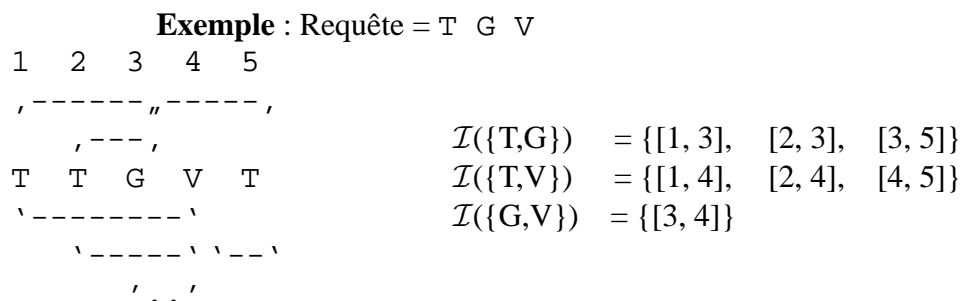 Exemple : Requête = T G V
1 2 3 4 5
,------,,-----,
,---,
I({T,G}) = {[1, 3], [2, 3], [3, 5]}
T T G V T
I({T,V}) = {[1, 4], [2, 4], [4, 5]}
`--------`
I({G,V}) = {[3, 4]}
`-----``--`